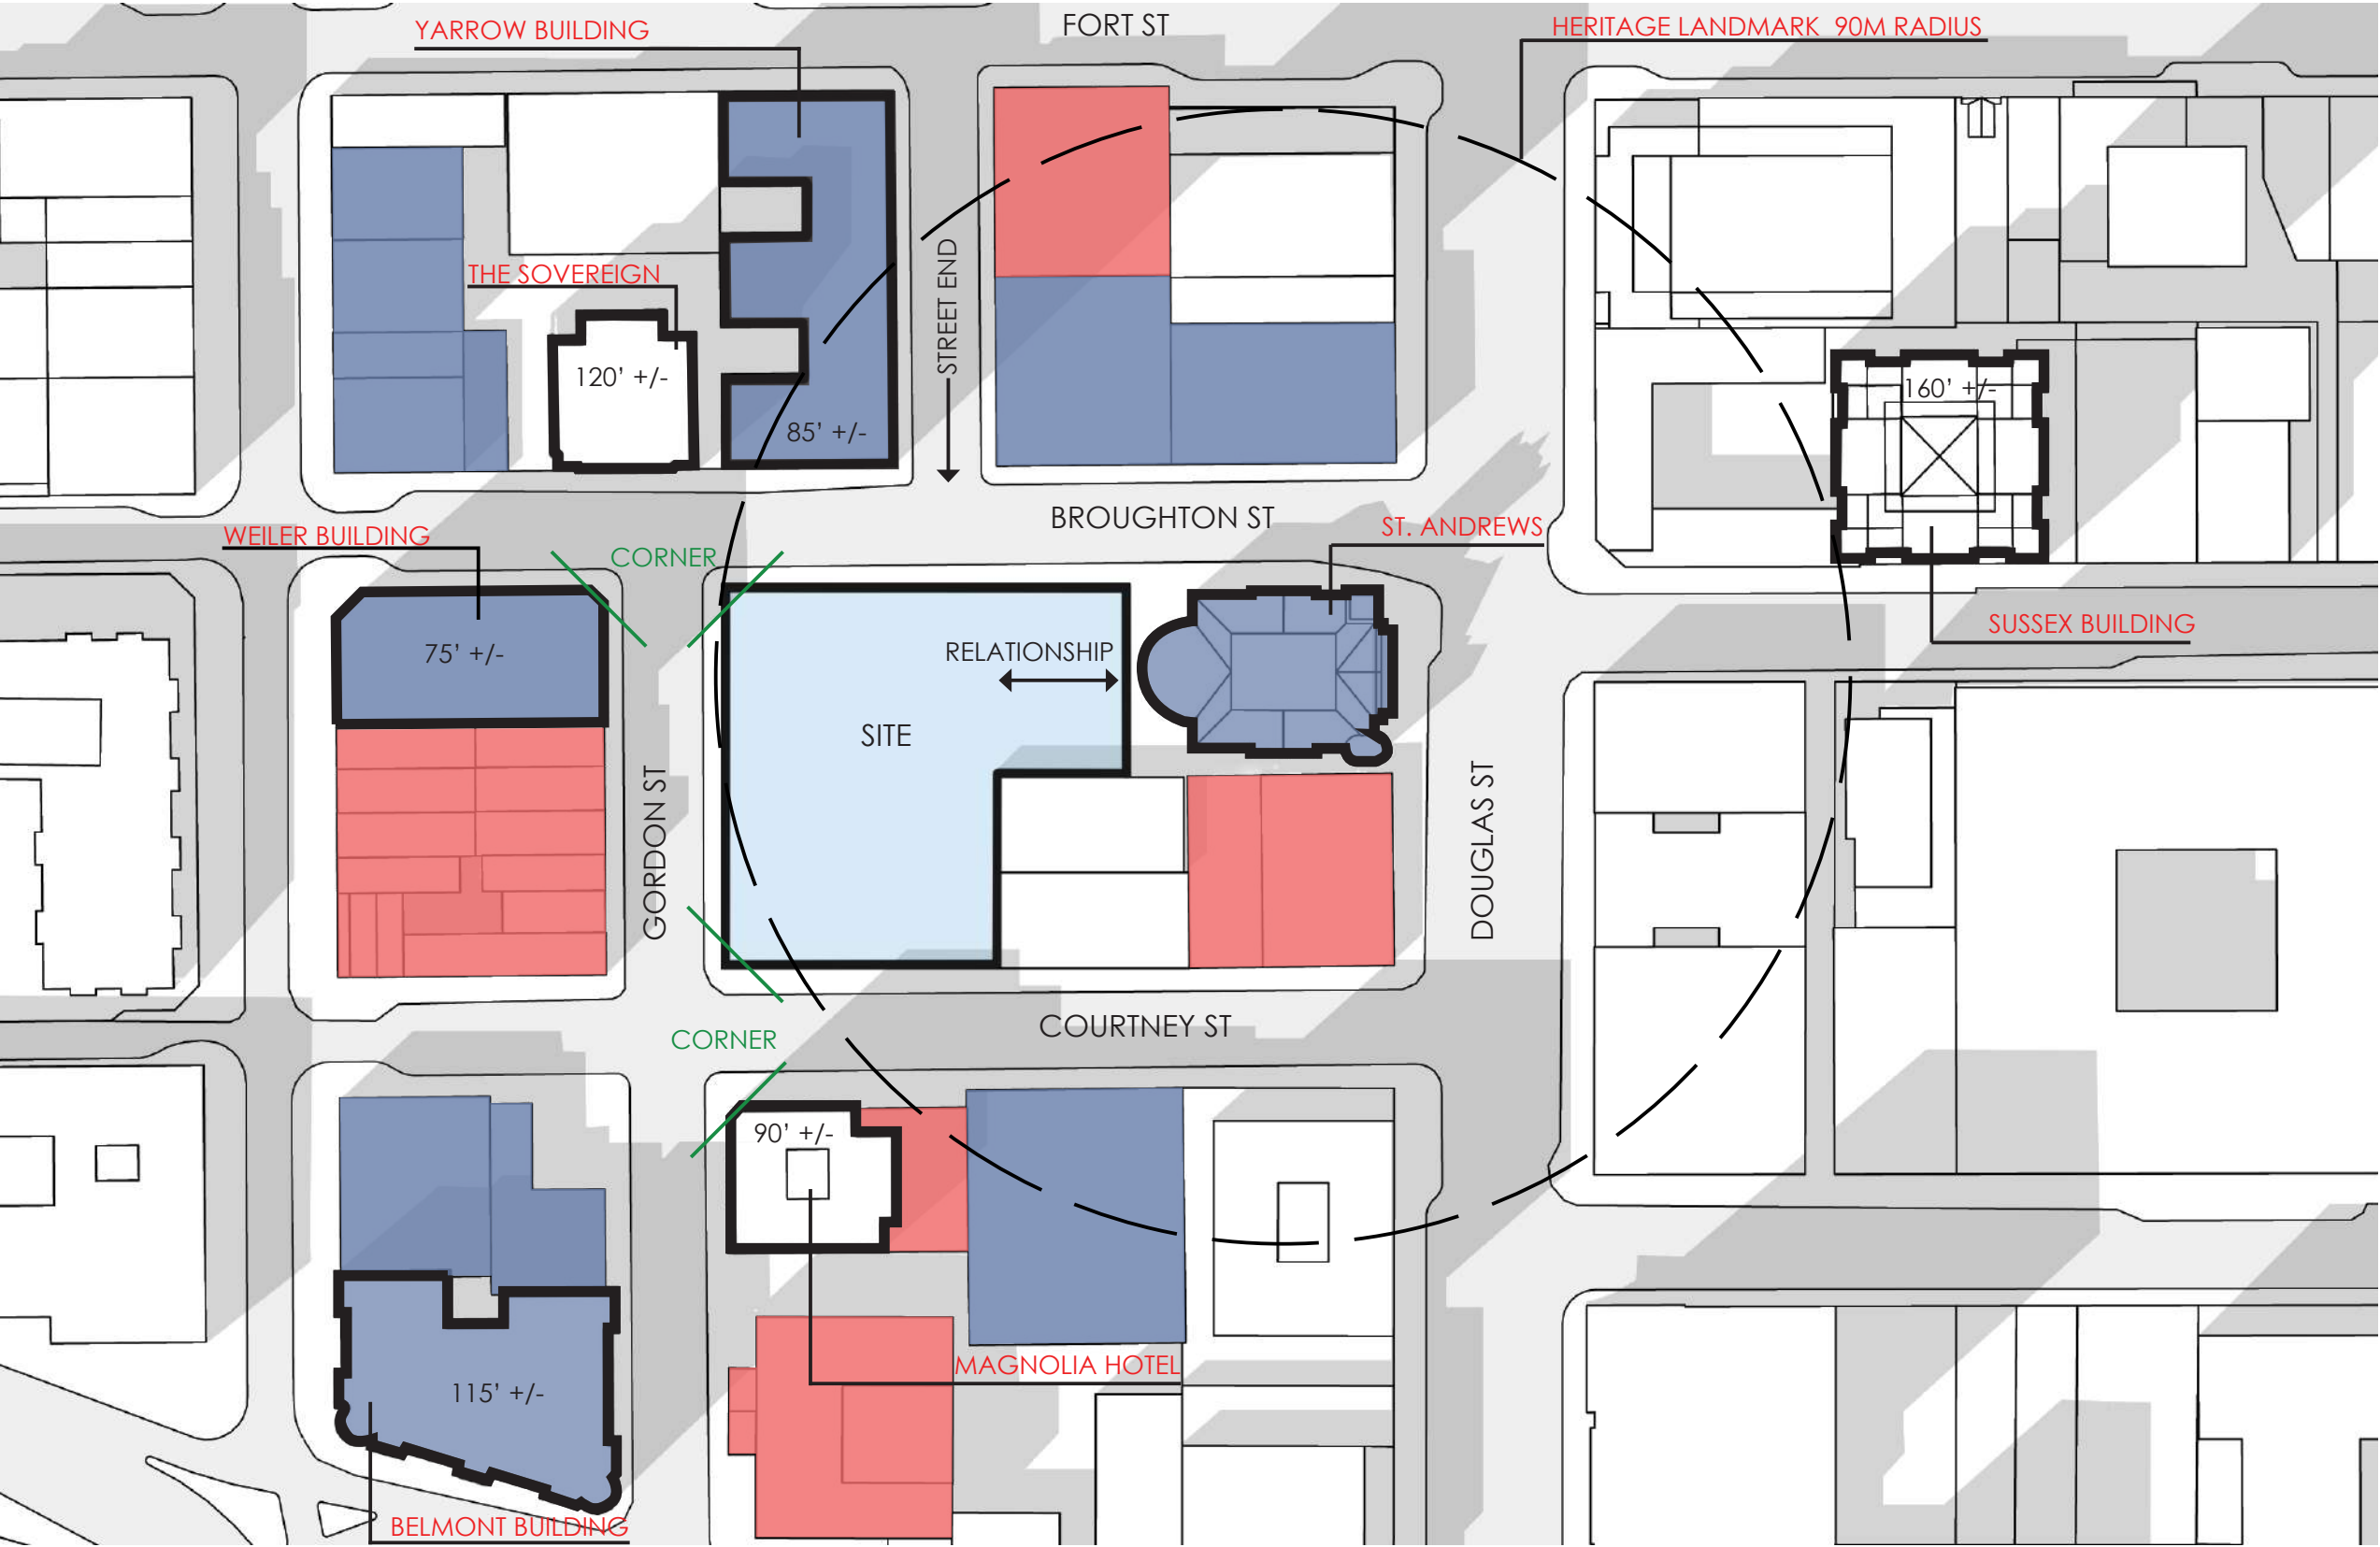 YARROW BUILDING
FORT ST
HERITAGE LANDMARK 90M RADIUS
THE SOVEREIGN
STREET END
120' +/-
160' +/-
85' +/-
BROUGHTON ST
ST. ANDREWS
WEILER BUILDING
CORNER
SUSSEX BUILDING
75' +/-
RELATIONSHIP
SITE
GORDON ST
DOUGLAS ST
COURTNEY ST
CORNER
90' +/-
MAGNOLIA HOTEL
115' +/-
BELMONT BUILDING